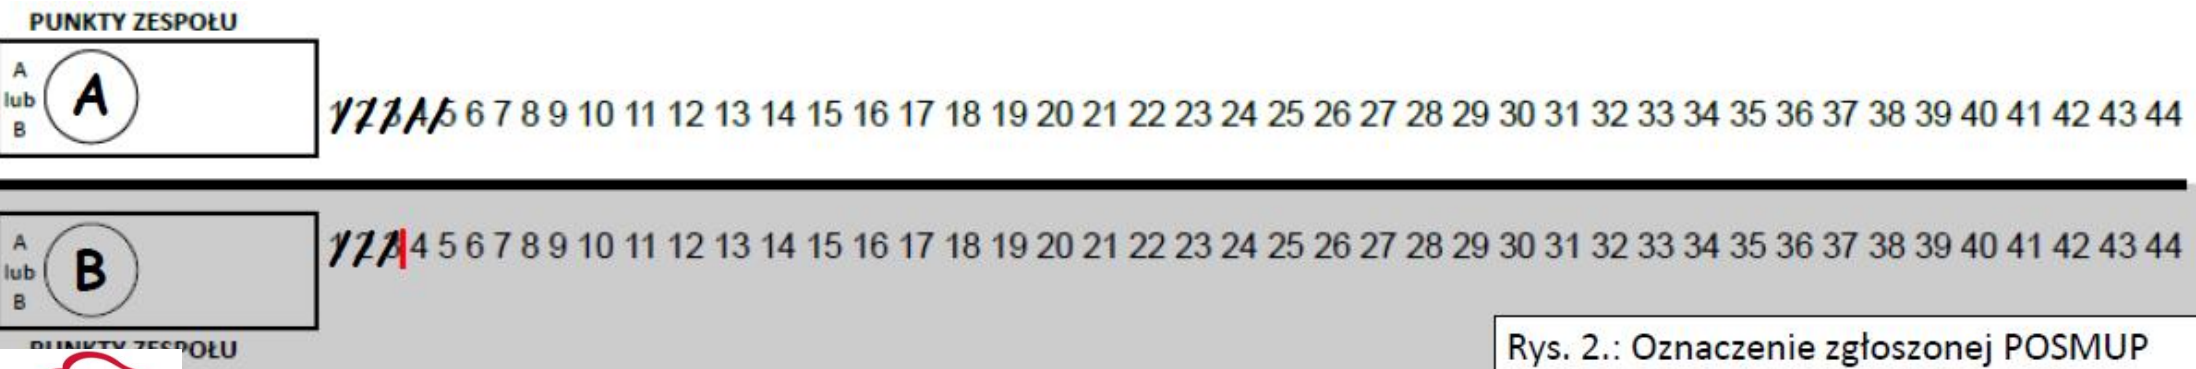 PUNKTY ZESPOŁU
A
lub
B
A
1 2 3 4 5 6 7 8 9 10 11 12 13 14 15 16 17 18 19 20 21 22 23 24 25 26 27 28 29 30 31 32 33 34 35 36 37 38 39 40 41 42 43 44
A
lub
B
B
1 2 3 4 5 6 7 8 9 10 11 12 13 14 15 16 17 18 19 20 21 22 23 24 25 26 27 28 29 30 31 32 33 34 35 36 37 38 39 40 41 42 43 44
PUNKTY ZESPOŁU
Rys. 2.: Oznaczenie zgłoszonej POSMUP